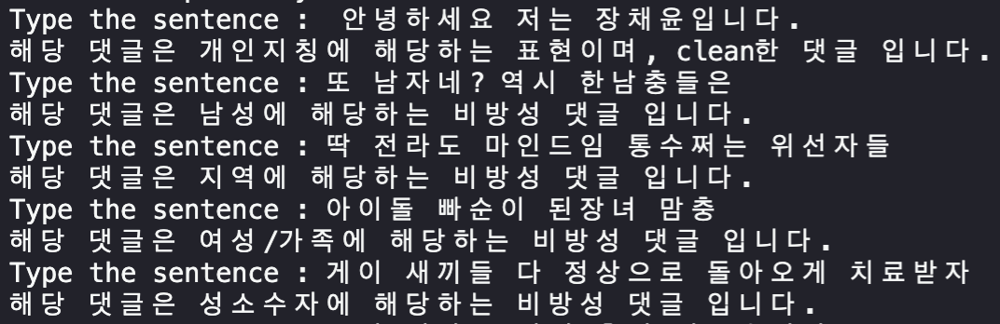 Type the sentence : 안녕하세요 저는 장채윤입니다.
해당 댓글은 개인지칭에 해당하는 표현이며, clean한 댓글 입니다.
Type the sentence : 또 남자네? 역시 한남충들은
해당 댓글은 남성에 해당하는 비방성 댓글 입니다.
Type the sentence : 딱 전라도 마인드임 통수쩌는 위선자들
해당 댓글은 지역에 해당하는 비방성 댓글 입니다.
Type the sentence : 아이돌 빠순이 된장녀 맘충
해당 댓글은 여성/가족에 해당하는 비방성 댓글 입니다.
Type the sentence : 게이 새끼들 다 정상으로 돌아오게 치료받자
해당 댓글은 성소수자에 해당하는 비방성 댓글 입니다.